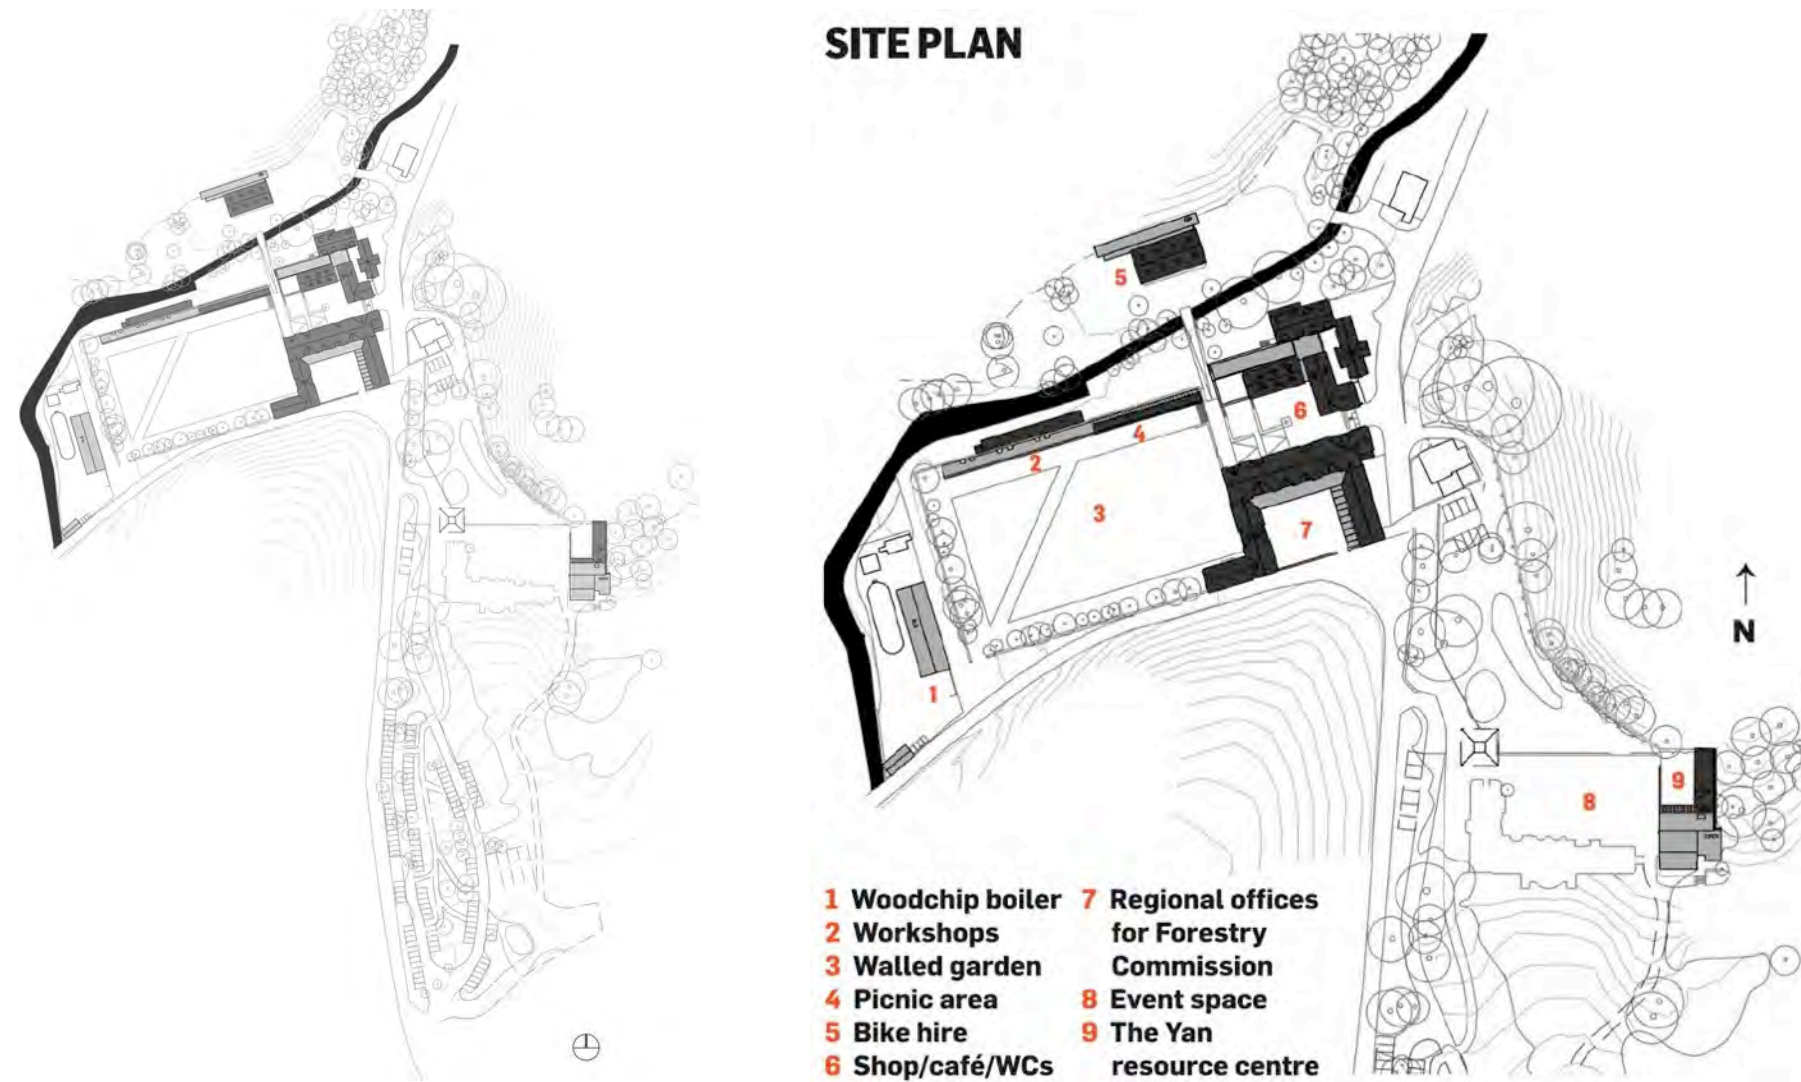 SITE PLAN
5
6
4
2
3
7
N
1
9
8
1 Woodchip boiler
2 Workshops
3 Walled garden
4 Picnic area
5 Bike hire
6 Shop/café/WCs
7 Regional offices
for Forestry
Commission
8 Event space
9 The Yan
resource centre